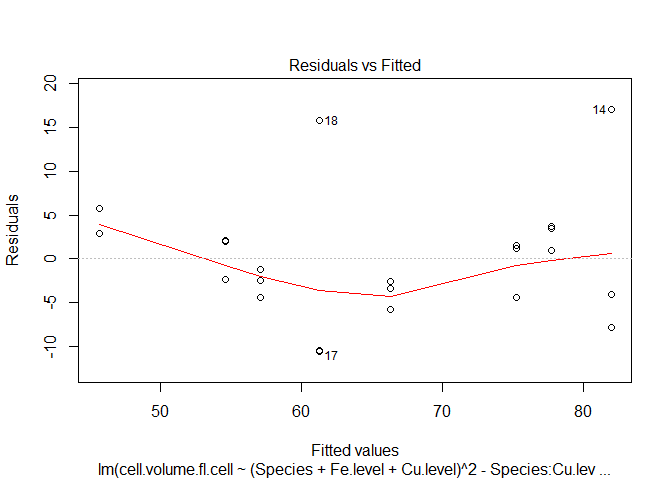 Residuals vs Fitted
20
15
10
5
0
-5
-10
Residuals
18
14
17
50 60 70 80
Fitted values
lm(cell.volume.fl.cell ~ (Species + Fe.level + Cu.level)^2 - Species:Cu.lev ...